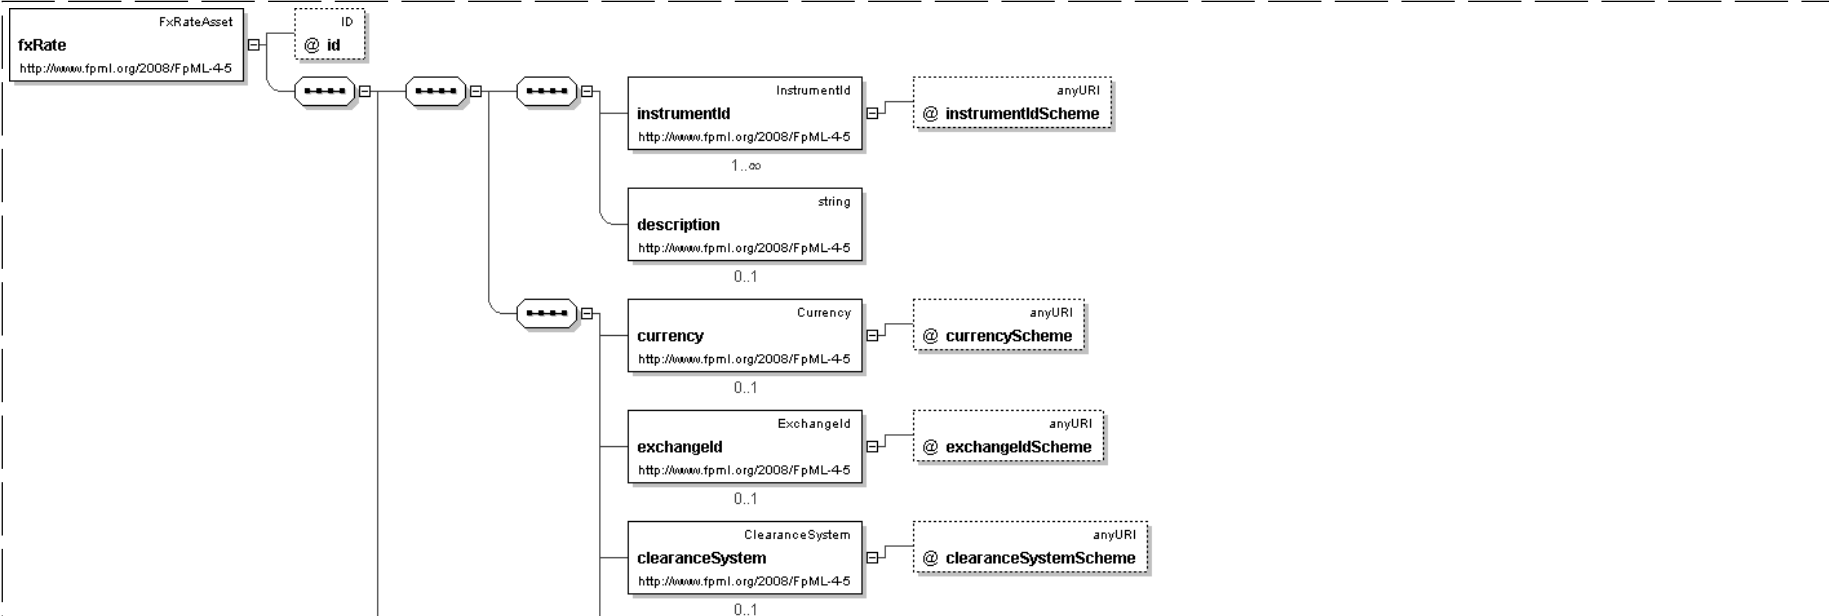 FxRateAsset
fxRate
http://www.fpml.org/2008/FpML-4-5
ID
@ id
InstrumentId
instrumentId
http://www.fpml.org/2008/FpML-4-5
1..∞
anyURI
@ instrumentIdScheme
string
description
http://www.fpml.org/2008/FpML-4-5
0..1
Currency
currency
http://www.fpml.org/2008/FpML-4-5
0..1
anyURI
@ currencyScheme
ExchangeId
exchangeId
http://www.fpml.org/2008/FpML-4-5
0..1
anyURI
@ exchangeIdScheme
ClearanceSystem
clearanceSystem
http://www.fpml.org/2008/FpML-4-5
0..1
anyURI
@ clearanceSystemScheme